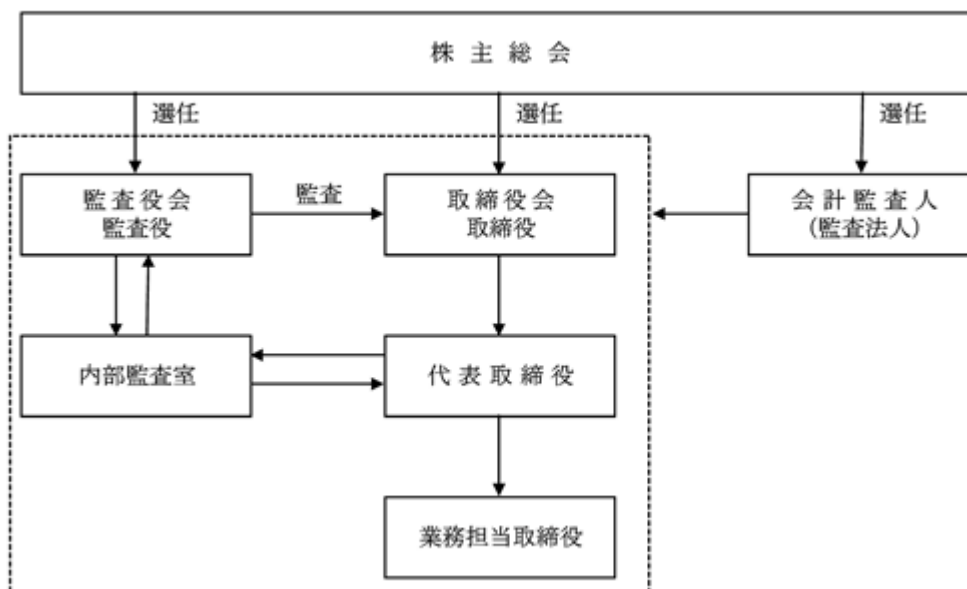 株主総会
選任
選任
選任
監査役会
監査役
監査
取締役会
取締役
会計監査人
(監査法人)
内部監査室
代表取締役
業務担当取締役